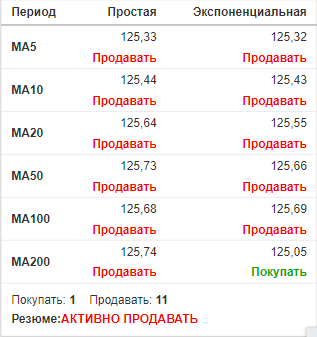 Период Простая Экспоненциальная
MA5 125,33 125,32
Продавать Продавать
MA10 125,44 125,43
Продавать Продавать
MA20 125,64 125,55
Продавать Продавать
MA50 125,73 125,66
Продавать Продавать
MA100 125,68 125,69
Продавать Продавать
MA200 125,74 125,05
Продавать Покупать
Покупать: 1 Продавать: 11
Резюме:АКТИВНО ПРОДАВАТЬ